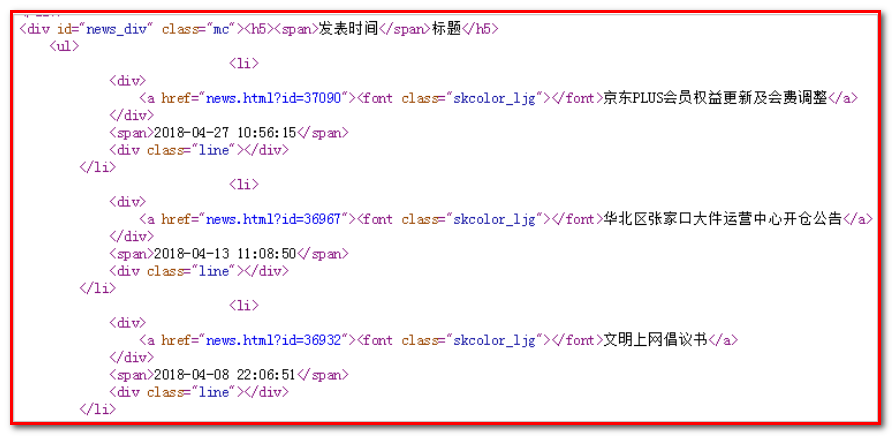 <div id="news_div" class="mc"><h5><span>发表时间</span>标题</h5>
<ul>
<li>
<div>
<a href="news.html?id=37090"><font class="skcolor_ljg"></font>京东PLUS会员权益更新及会费调整</a>
</div>
<span>2018-04-27 10:56:15</span>
<div class="line"></div>
</li>
<li>
<div>
<a href="news.html?id=36967"><font class="skcolor_ljg"></font>华北区张家口大件运营中心开仓公告</a>
</div>
<span>2018-04-13 11:08:50</span>
<div class="line"></div>
</li>
<li>
<div>
<a href="news.html?id=36932"><font class="skcolor_ljg"></font>文明上网倡议书</a>
</div>
<span>2018-04-08 22:06:51</span>
<div class="line"></div>
</li>